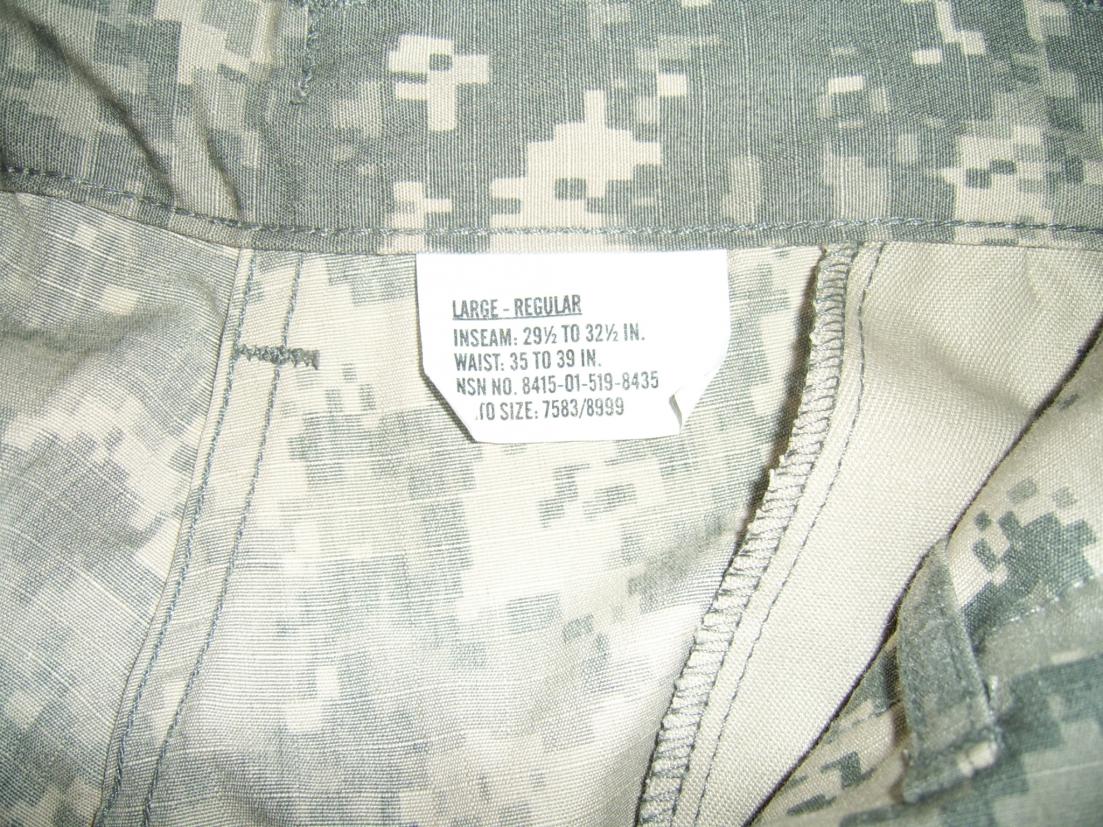 LARGE - REGULAR
INSEAM: 29½ TO 32½ IN.
WAIST: 35 TO 39 IN.
NSN NO. 8415-01-519-8435
SIZE: 7583/8999